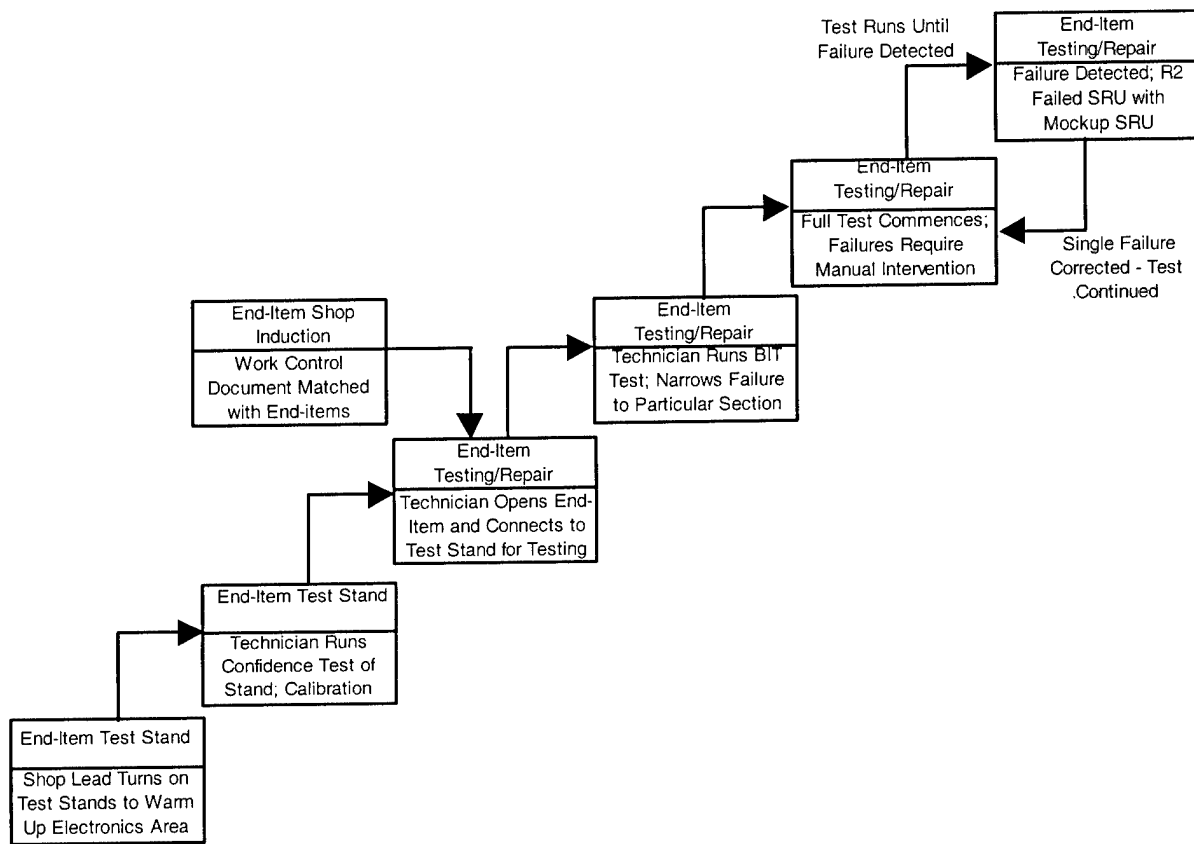 Test Runs Until
Failure Detected
End-Item
Testing/Repair
Failure Detected; R2
Failed SRU with
Mockup SRU
End-Item
Testing/Repair
Full Test Commences;
Failures Require
Manual Intervention
Single Failure
Corrected - Test
.Continued
End-Item Shop
Induction
Work Control
Document Matched
with End-items
End-Item
Testing/Repair
Technician Runs BIT
Test; Narrows Failure
to Particular Section
End-Item
Testing/Repair
Technician Opens End-
Item and Connects to
Test Stand for Testing
End-Item Test Stand
Technician Runs
Confidence Test of
Stand; Calibration
End-Item Test Stand
Shop Lead Turns on
Test Stands to Warm
Up Electronics Area